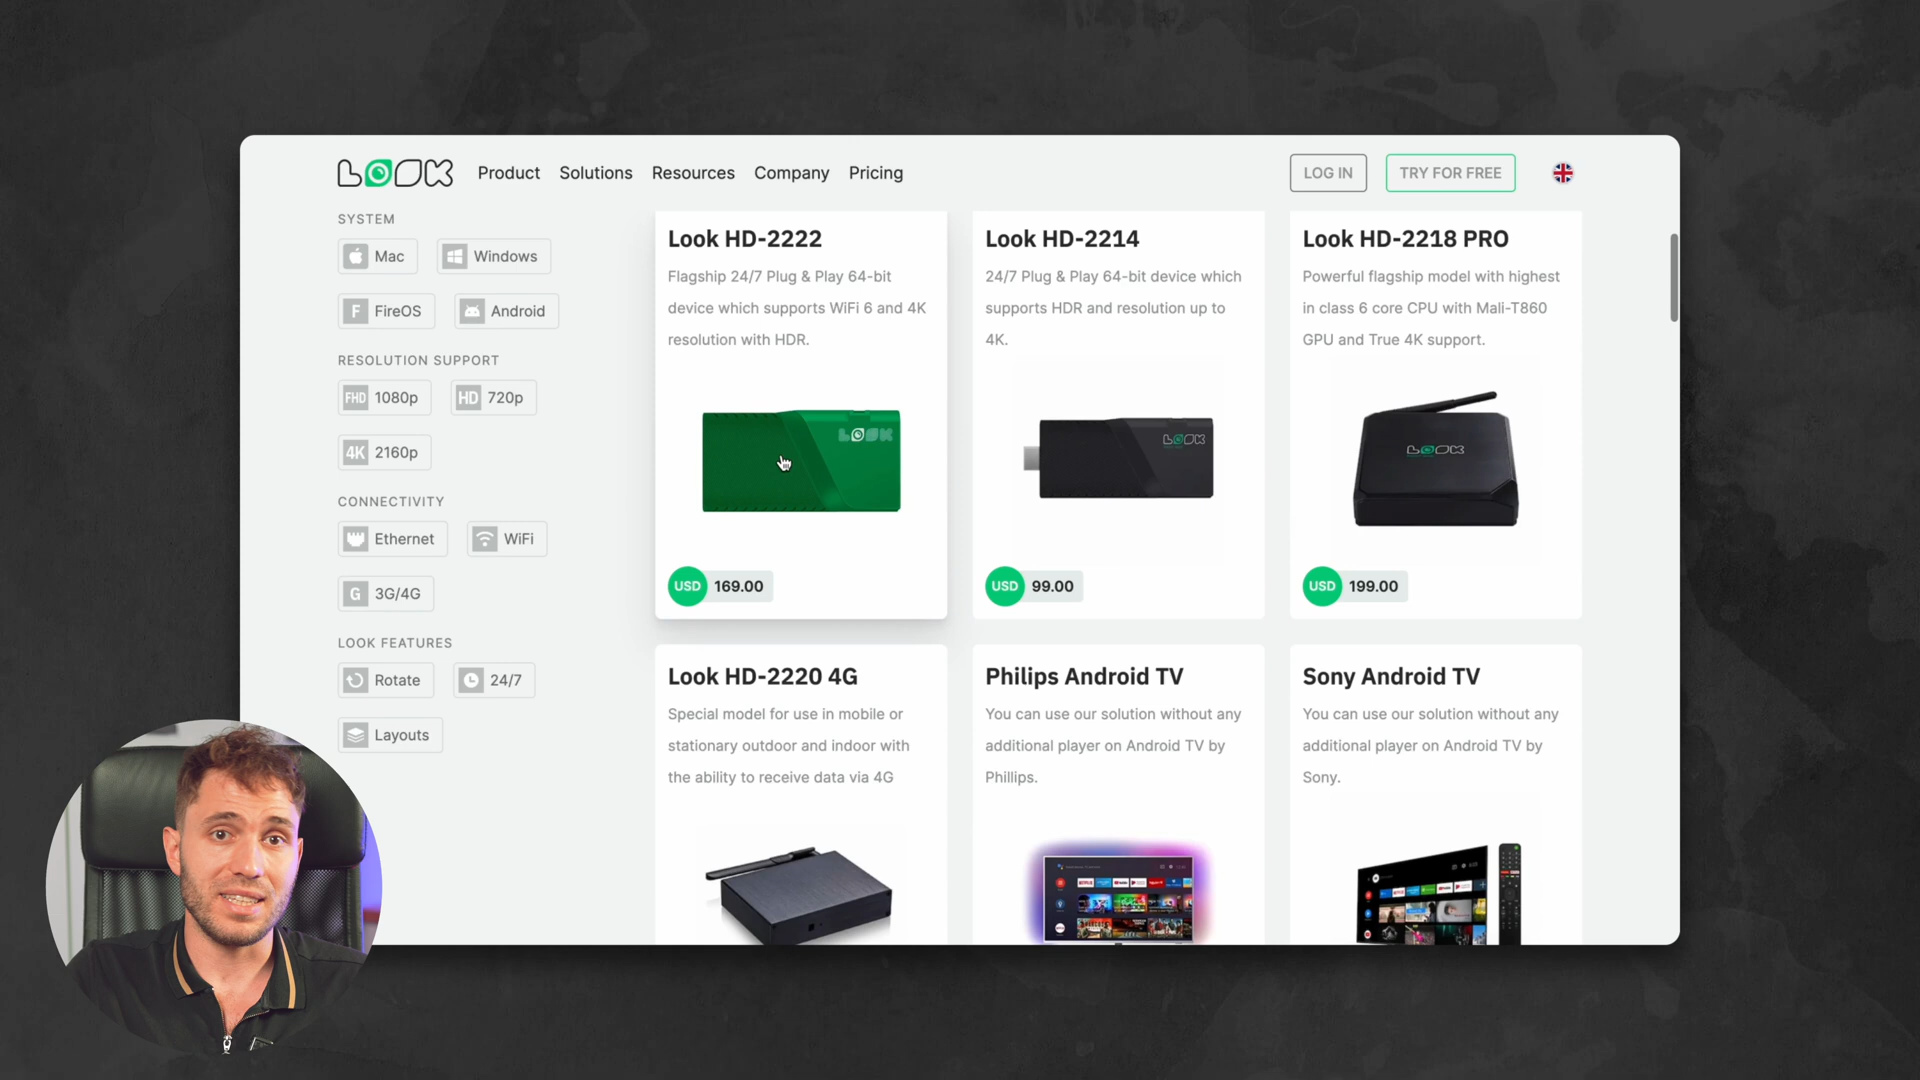 LOOK
Product
Solutions
Resources
Company
Pricing
LOG IN
TRY FOR FREE
SYSTEM
Mac
Windows
F FireOS
Android
RESOLUTION SUPPORT
FHD 1080p
HD 720p
4K 2160p
CONNECTIVITY
Ethernet
WiFi
G 3G/4G
LOOK FEATURES
Rotate
24/7
Layouts
Look HD-2222
Flagship 24/7 Plug & Play 64-bit
device which supports WiFi 6 and 4K
resolution with HDR.
LOOK
USD 169.00
Look HD-2214
24/7 Plug & Play 64-bit device which
supports HDR and resolution up to
4K.
LOOK
USD 99.00
Look HD-2218 PRO
Powerful flagship model with highest
in class 6 core CPU with Mali-T860
GPU and True 4K support.
LOOK
USD 199.00
Look HD-2220 4G
Special model for use in mobile or
stationary outdoor and indoor with
the ability to receive data via 4G
Philips Android TV
You can use our solution without any
additional player on Android TV by
Phillips.
Sony Android TV
You can use our solution without any
additional player on Android TV by
Sony.